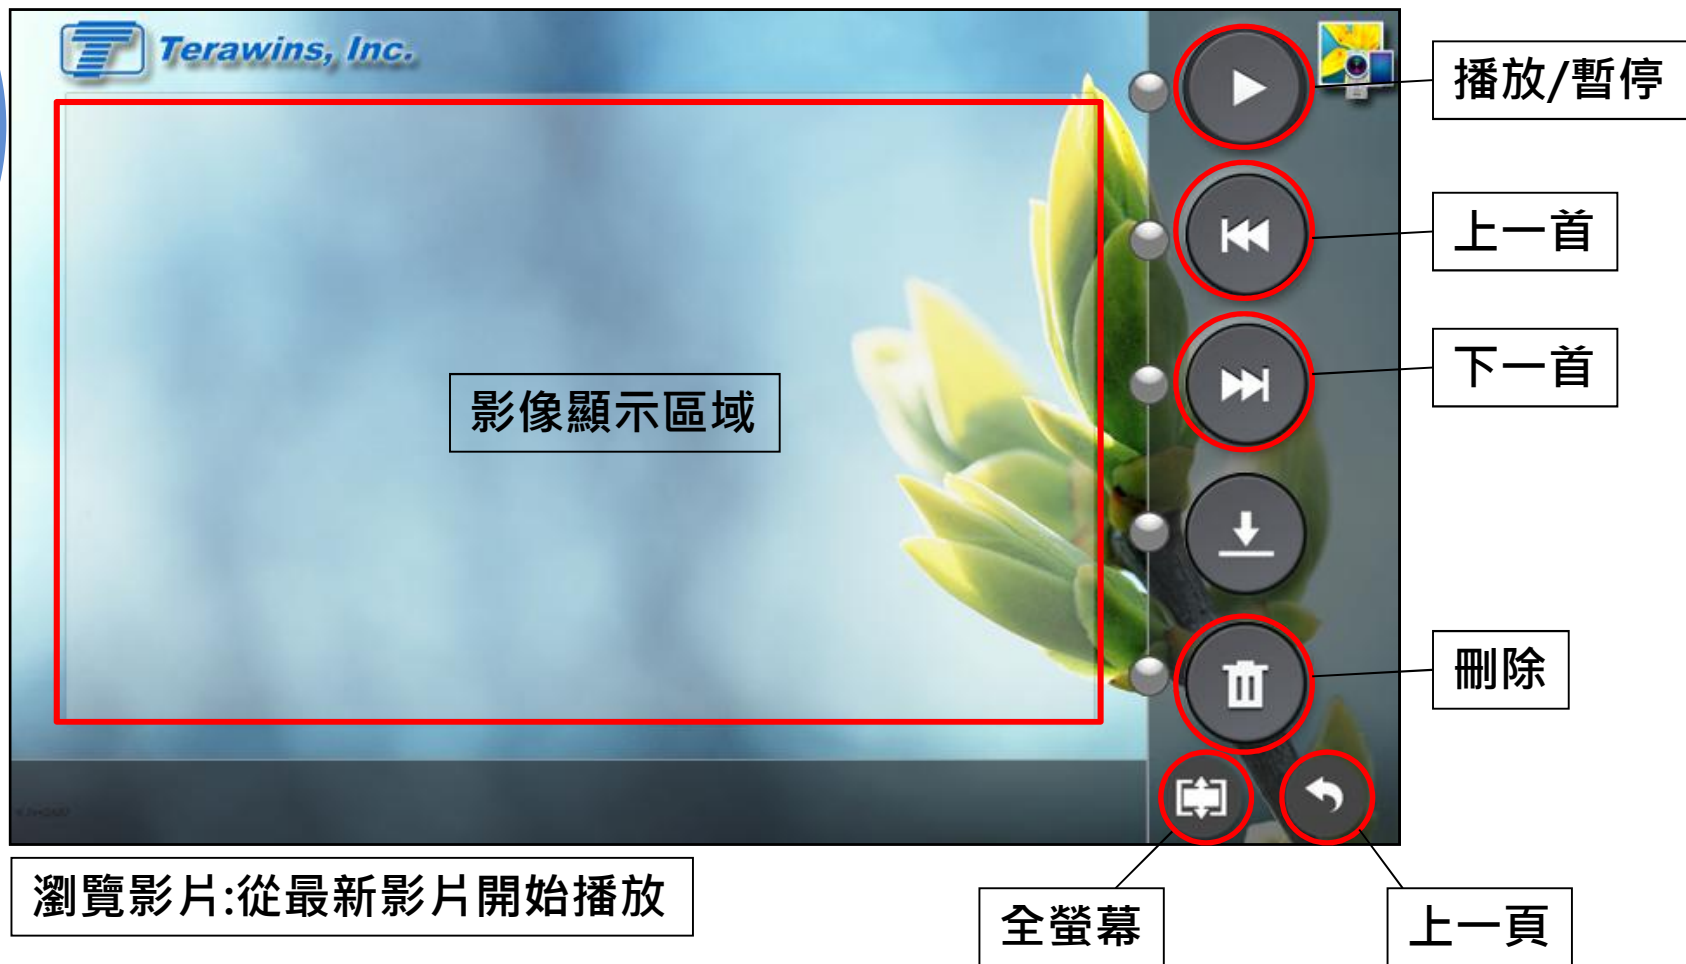 Terawins, Inc.
播放/暫停
上一首
下一首
影像顯示區域
刪除
瀏覽影片:從最新影片開始播放
全螢幕
上一頁